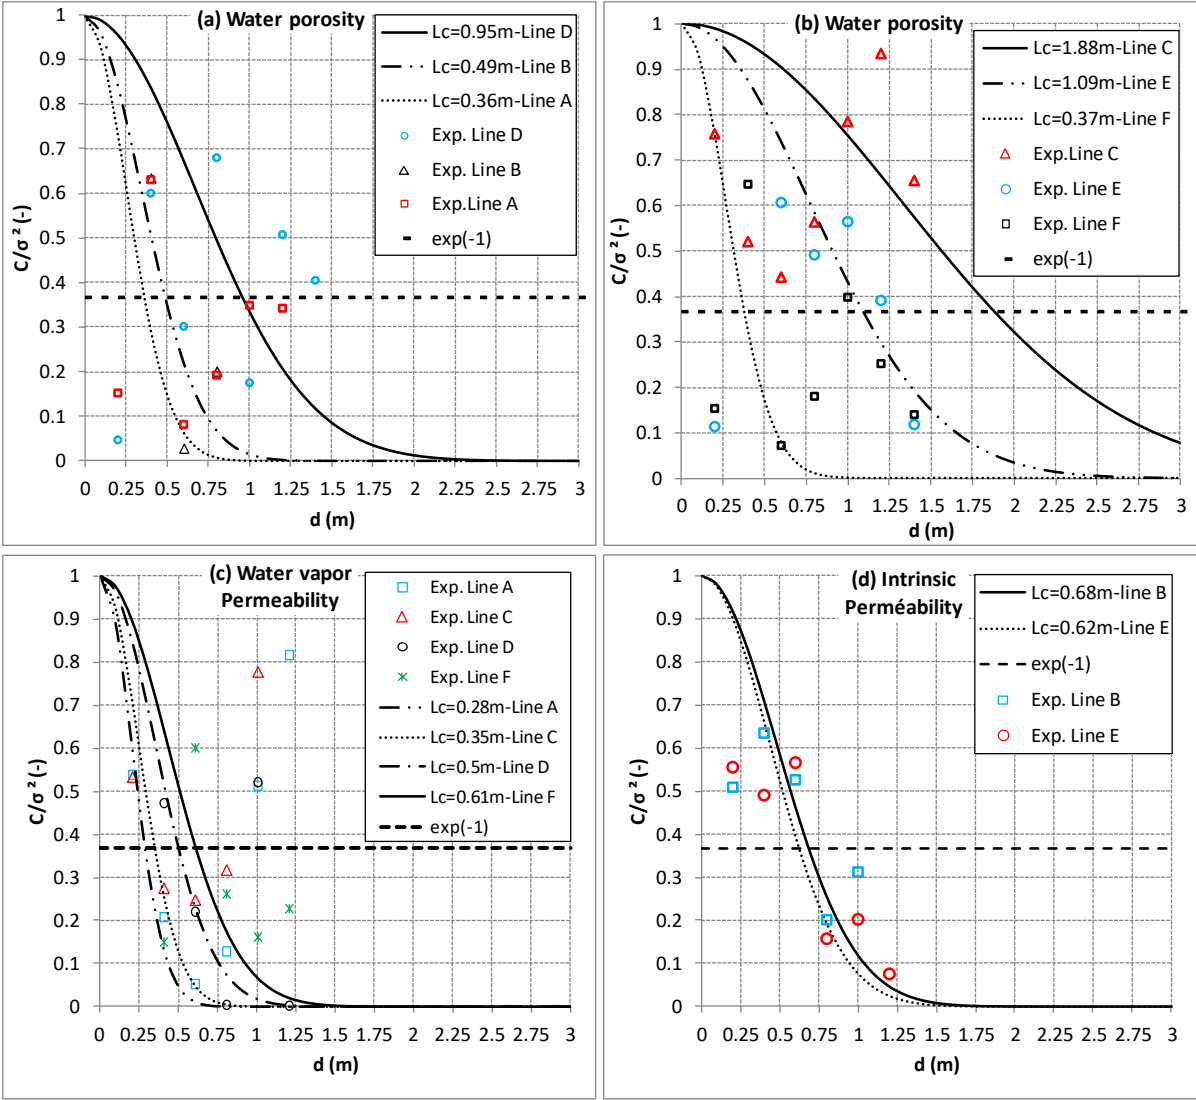 (a) Water porosity
C/σ² (-)
1
0.9
0.8
0.7
0.6
0.5
0.4
0.3
0.2
0.1
0
0 0.25 0.5 0.75 1 1.25 1.5 1.75 2 2.25 2.5 2.75 3
d (m)
Lc=0.95m-Line D
Lc=0.49m-Line B
Lc=0.36m-Line A
Exp. Line D
Exp. Line B
Exp.Line A
exp(-1)
(b) Water porosity
C/σ² (-)
1
0.9
0.8
0.7
0.6
0.5
0.4
0.3
0.2
0.1
0
0 0.25 0.5 0.75 1 1.25 1.5 1.75 2 2.25 2.5 2.75 3
d (m)
Lc=1.88m-Line C
Lc=1.09m-Line E
Lc=0.37m-Line F
Exp.Line C
Exp. Line E
Exp. Line F
exp(-1)
(c) Water vapor
Permeability
C/σ² (-)
1
0.9
0.8
0.7
0.6
0.5
0.4
0.3
0.2
0.1
0
0 0.25 0.5 0.75 1 1.25 1.5 1.75 2 2.25 2.5 2.75 3
d (m)
Exp. Line A
Exp. Line C
Exp. Line D
Exp. Line F
Lc=0.28m-Line A
Lc=0.35m-Line C
Lc=0.5m-Line D
Lc=0.61m-Line F
exp(-1)
(d) Intrinsic
Perméability
C/σ² (-)
1
0.9
0.8
0.7
0.6
0.5
0.4
0.3
0.2
0.1
0
0 0.25 0.5 0.75 1 1.25 1.5 1.75 2 2.25 2.5 2.75 3
d (m)
Lc=0.68m-line B
Lc=0.62m-Line E
exp(-1)
Exp. Line B
Exp. Line E